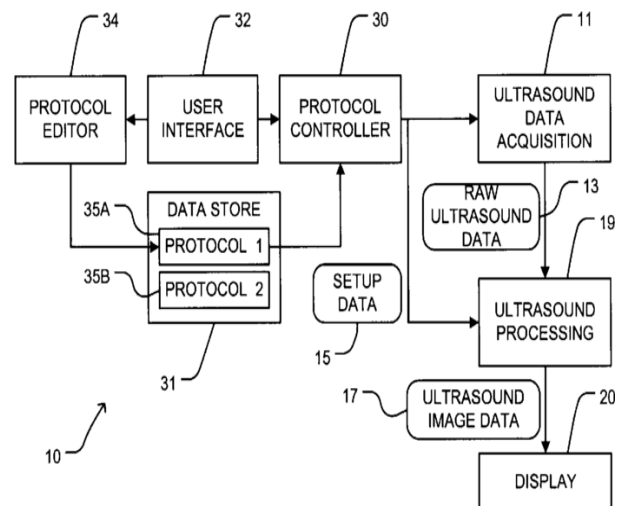 34
32
30
11
PROTOCOL
EDITOR
USER
INTERFACE
PROTOCOL
CONTROLLER
ULTRASOUND
DATA
ACQUISITION
35A
DATA STORE
PROTOCOL 1
35B
PROTOCOL 2
31
RAW
ULTRASOUND
DATA
13
19
SETUP
DATA
15
ULTRASOUND
PROCESSING
17
ULTRASOUND
IMAGE DATA
20
10
DISPLAY